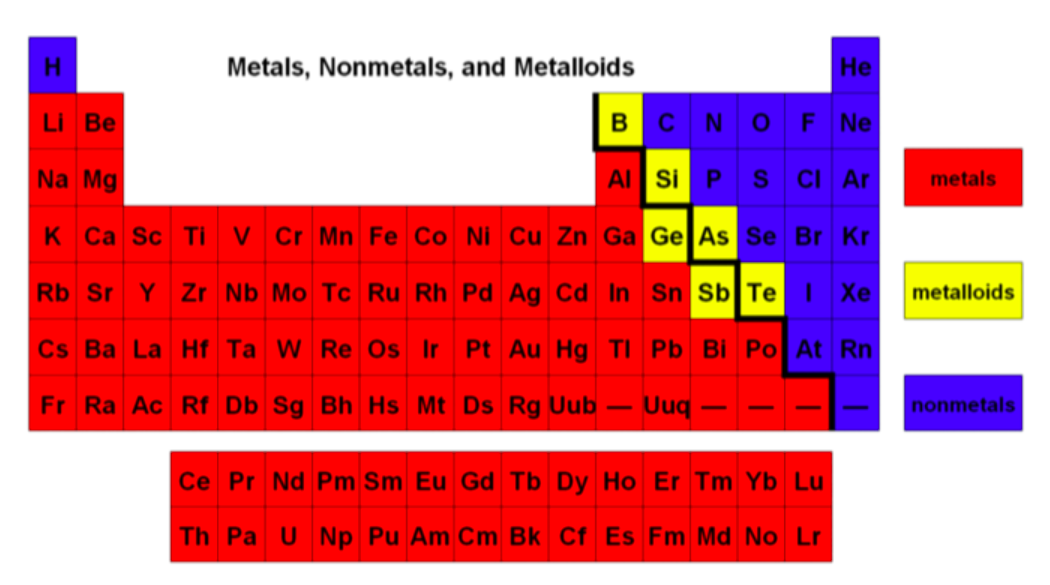 H Metals, Nonmetals, and Metalloids He
Li Be B C N O F Ne
Na Mg Al Si P S Cl Ar metals
K Ca Sc Ti V Cr Mn Fe Co Ni Cu Zn Ga Ge As Se Br Kr
Rb Sr Y Zr Nb Mo Tc Ru Rh Pd Ag Cd In Sn Sb Te I Xe metalloids
Cs Ba La Hf Ta W Re Os Ir Pt Au Hg Tl Pb Bi Po At Rn
Fr Ra Ac Rf Db Sg Bh Hs Mt Ds Rg Uub — Uuq — — — — nonmetals
Ce Pr Nd Pm Sm Eu Gd Tb Dy Ho Er Tm Yb Lu
Th Pa U Np Pu Am Cm Bk Cf Es Fm Md No Lr